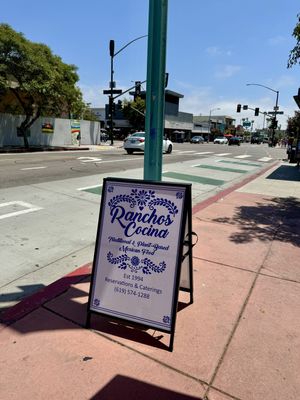 Ranchos
Cocina
Traditional & Plant-Based
Mexican Food
Est 1994
Reservations & Caterings
(619) 574-1288